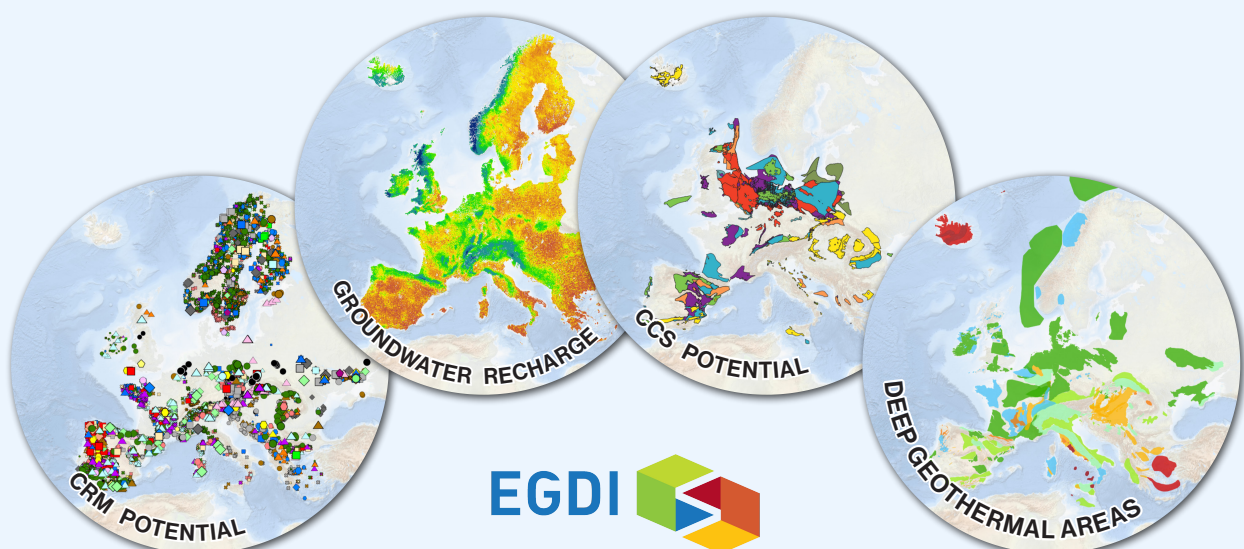 CRM POTENTIAL
GROUNDWATER RECHARGE
CCS POTENTIAL
DEEP GEOTHERMAL AREAS
EGDI